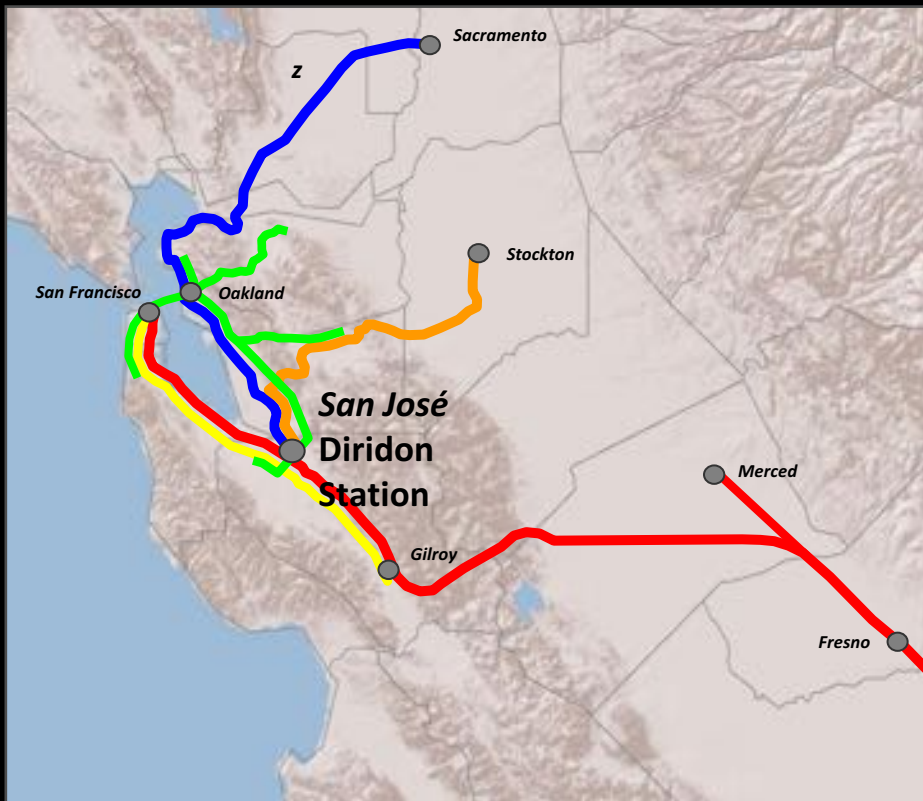 Sacramento
z
Stockton
San Francisco
Oakland
San José
Diridon
Station
Merced
Gilroy
Fresno